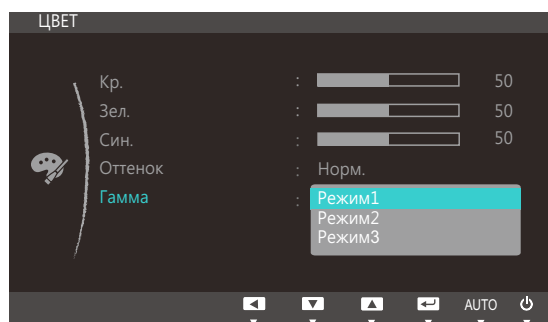 ЦВЕТ
Кр. : 50
Зел. : 50
Син. : 50
Оттенок : Норм.
Гамма : Режим1
Режим2
Режим3
AUTO